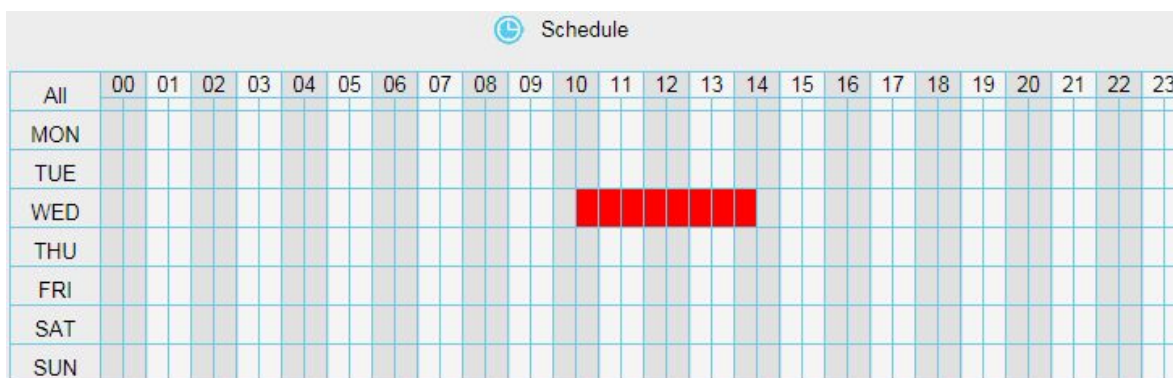 Schedule
All 00 01 02 03 04 05 06 07 08 09 10 11 12 13 14 15 16 17 18 19 20 21 22 23
MON
TUE
WED
THU
FRI
SAT
SUN